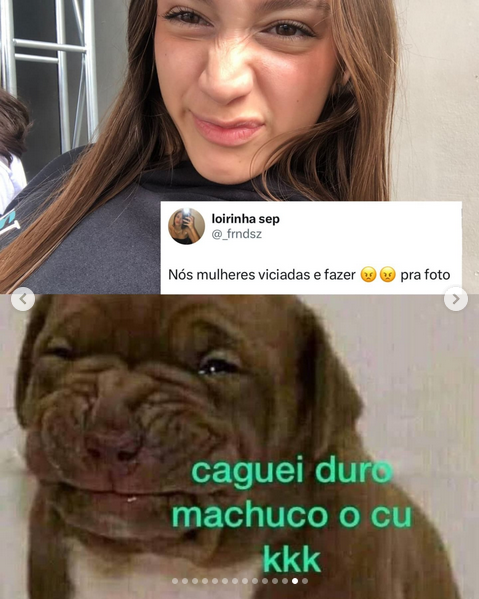 loirinha sep
@_frndsz
Nós mulheres viciadas e fazer 😠😠 pra foto
caguei duro
machuco o cu
kkk